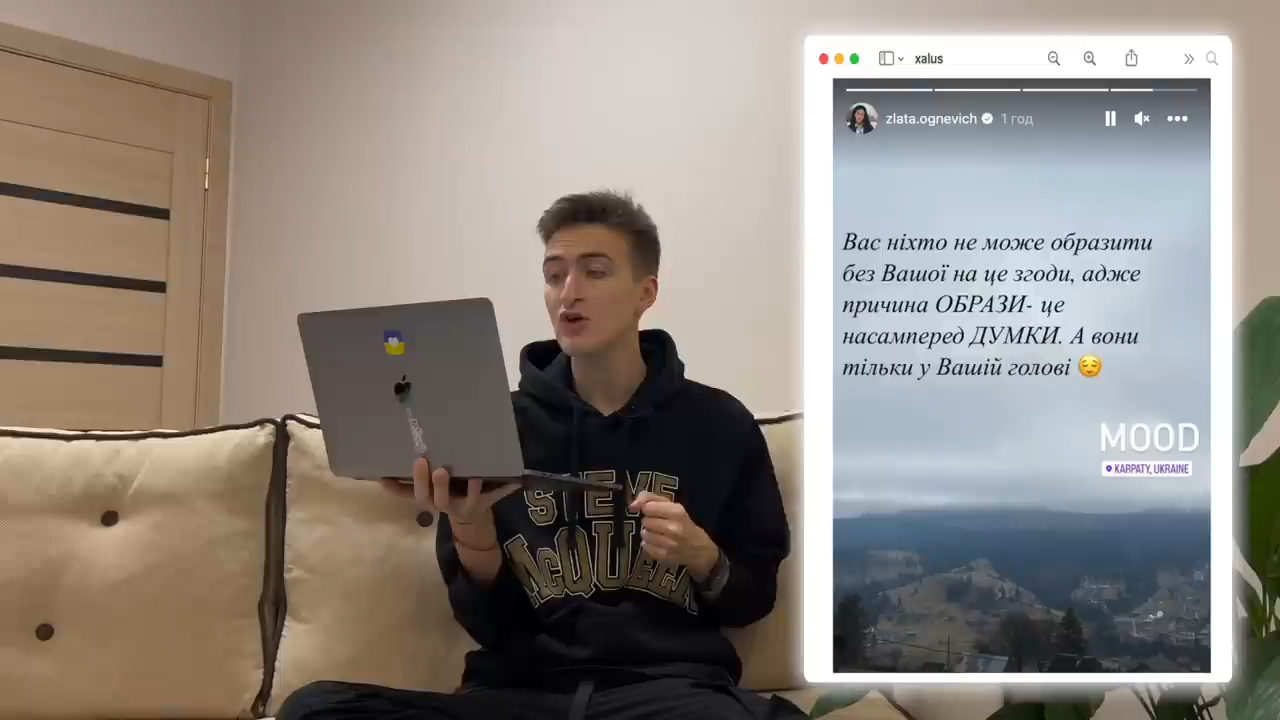 xalus
zlata.ognevich 1 год
Вас ніхто не може образити
без Вашої на це згоди, адже
причина ОБРАЗИ- це
насамперед ДУМКИ. А вони
тільки у Вашій голові
MOOD
KARPATY, UKRAINE
STEVE
McQUEEN